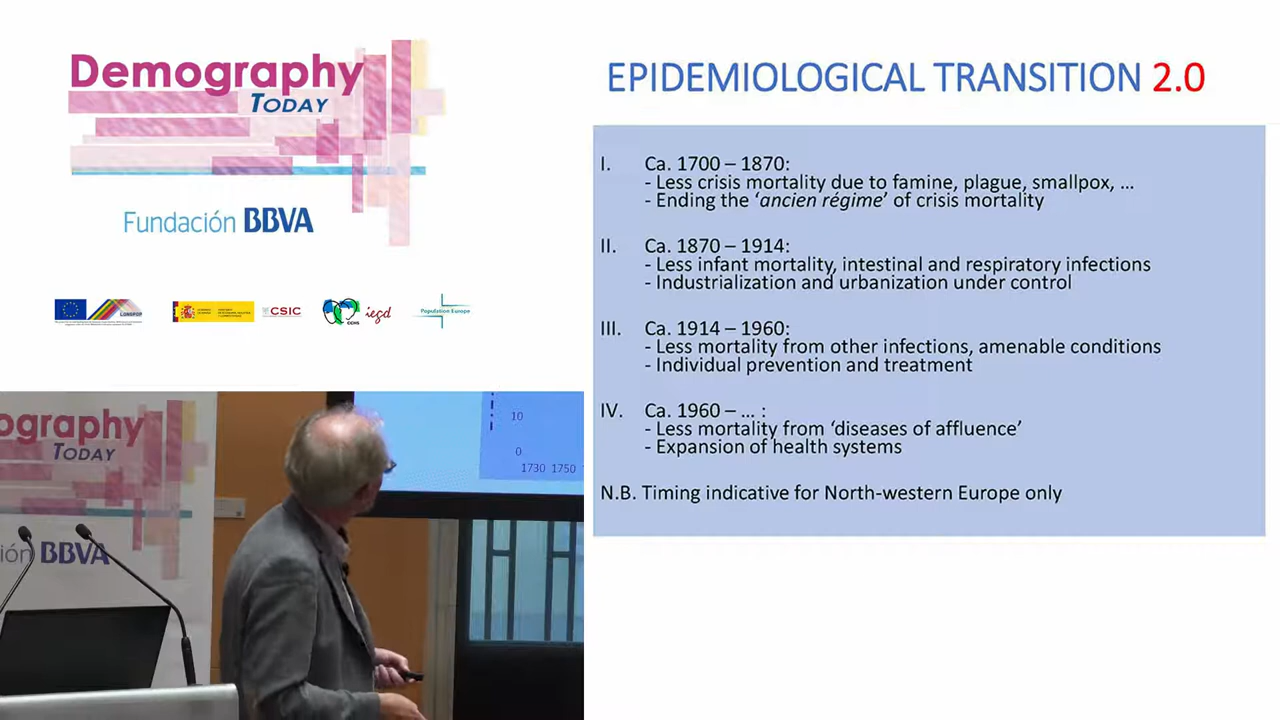 Demography
TODAY
Fundación BBVA
LONGPOP
CSIC
CCHS
iegd
Population Europe
EPIDEMIOLOGICAL TRANSITION 2.0
I. Ca. 1700 – 1870:
- Less crisis mortality due to famine, plague, smallpox, ...
- Ending the ‘ancien régime’ of crisis mortality
II. Ca. 1870 – 1914:
- Less infant mortality, intestinal and respiratory infections
- Industrialization and urbanization under control
III. Ca. 1914 – 1960:
- Less mortality from other infections, amenable conditions
- Individual prevention and treatment
IV. Ca. 1960 – ... :
- Less mortality from ‘diseases of affluence’
- Expansion of health systems
N.B. Timing indicative for North-western Europe only
ography
TODAY
ión BBVA
10
0
1730 1750